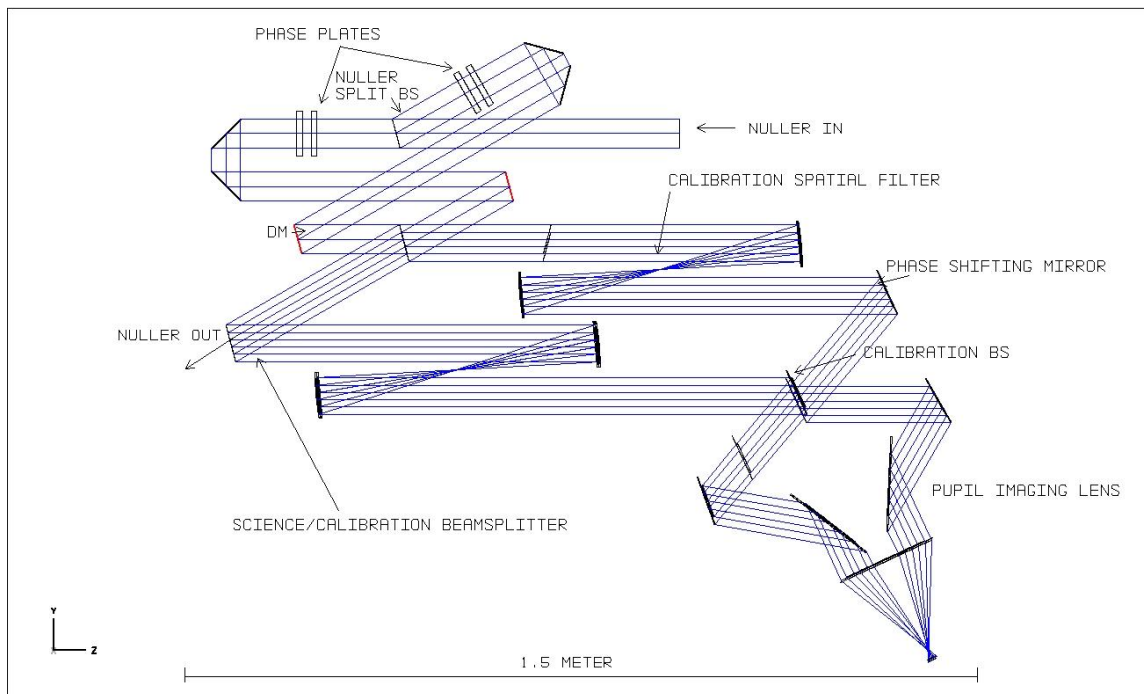 PHASE PLATES
NULLER
SPLIT BS
NULLER IN
CALIBRATION SPATIAL FILTER
DM
PHASE SHIFTING MIRROR
NULLER OUT
CALIBRATION BS
PUPIL IMAGING LENS
SCIENCE/CALIBRATION BEAMSPLITTER
Y
X Z
1.5 METER